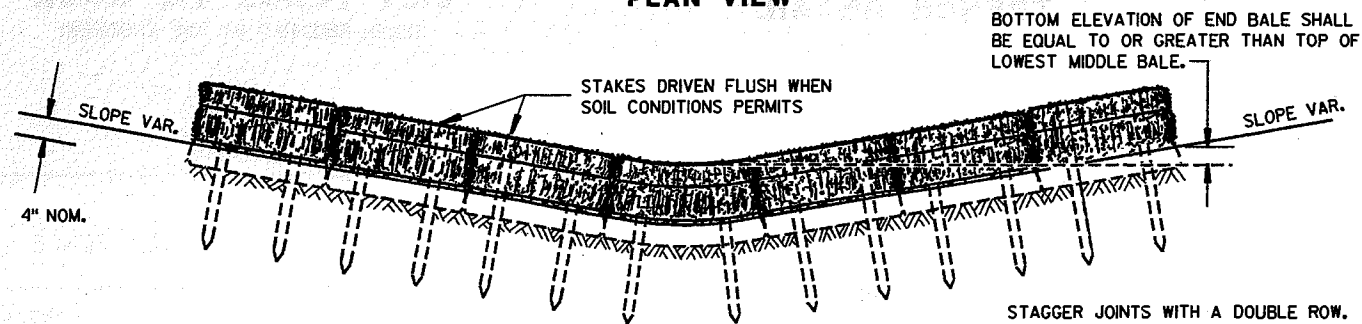 PLAN VIEW
BOTTOM ELEVATION OF END BALE SHALL
BE EQUAL TO OR GREATER THAN TOP OF
LOWEST MIDDLE BALE.
STAKES DRIVEN FLUSH WHEN
SOIL CONDITIONS PERMITS
SLOPE VAR.
SLOPE VAR.
4" NOM.
STAGGER JOINTS WITH A DOUBLE ROW.